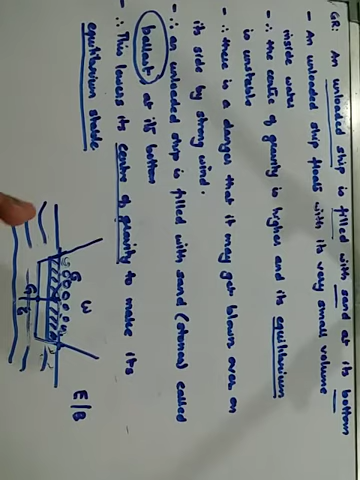 GR: An unloaded ship is filled with sand at its bottom
- An unloaded ship floats with its very small volume
inside water
- ∴ the centre of gravity is higher and its equilibrium
is unstable
- ∴ there is a danger that it may get blown over on
its side by strong wind.
- ∴ an unloaded ship is filled with sand (stones) called
ballast at its bottom
- ∴ This lowers its centre of gravity to make its
equilibrium stable
W
E/B
G
G